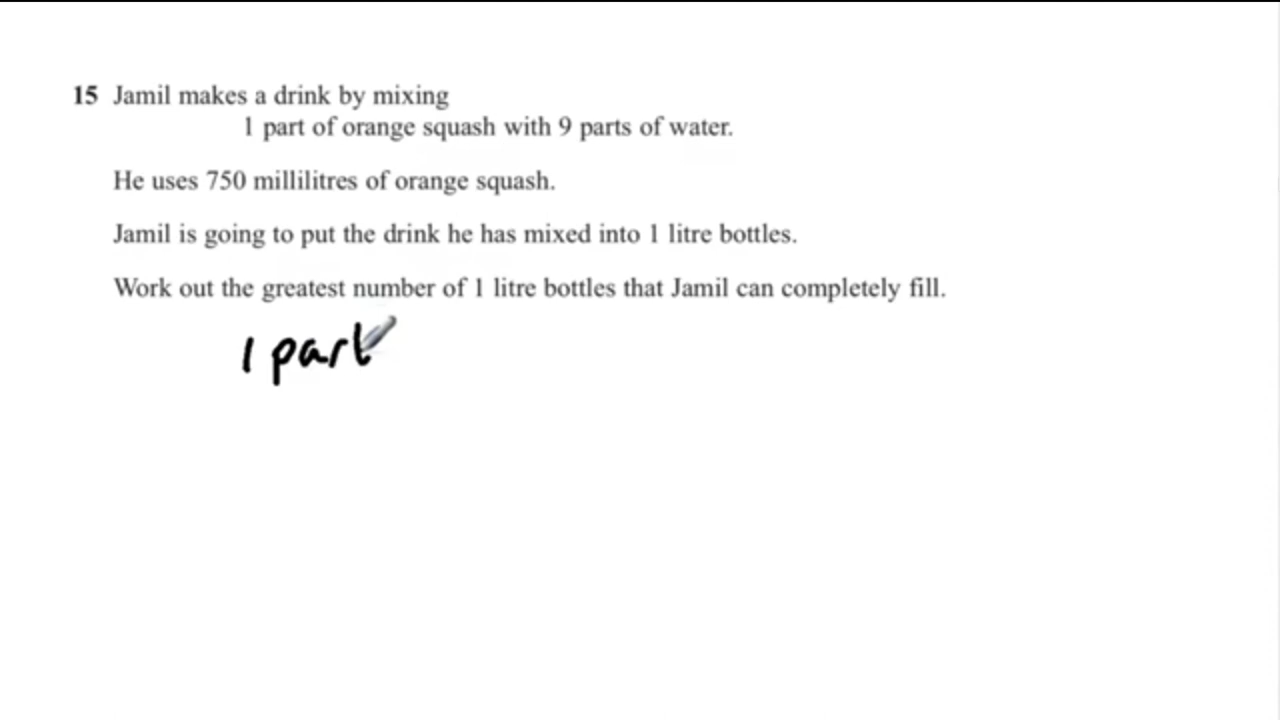 15 Jamil makes a drink by mixing
1 part of orange squash with 9 parts of water.
He uses 750 millilitres of orange squash.
Jamil is going to put the drink he has mixed into 1 litre bottles.
Work out the greatest number of 1 litre bottles that Jamil can completely fill.
1 part